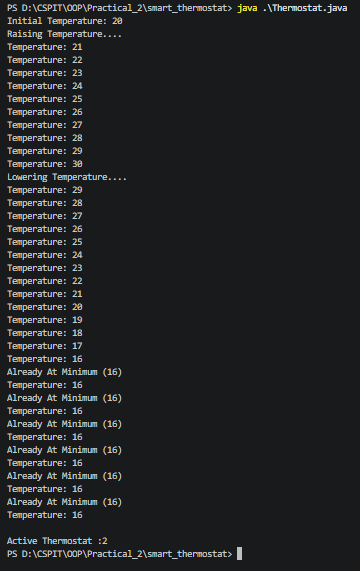 PS D:\CSPIT\OOP\Practical_2\smart_thermostat> java .\Thermostat.java
Initial Temperature: 20
Raising Temperature....
Temperature: 21
Temperature: 22
Temperature: 23
Temperature: 24
Temperature: 25
Temperature: 26
Temperature: 27
Temperature: 28
Temperature: 29
Temperature: 30
Lowering Temperature....
Temperature: 29
Temperature: 28
Temperature: 27
Temperature: 26
Temperature: 25
Temperature: 24
Temperature: 23
Temperature: 22
Temperature: 21
Temperature: 20
Temperature: 19
Temperature: 18
Temperature: 17
Temperature: 16
Already At Minimum (16)
Temperature: 16
Already At Minimum (16)
Temperature: 16
Already At Minimum (16)
Temperature: 16
Already At Minimum (16)
Temperature: 16
Already At Minimum (16)
Temperature: 16
Already At Minimum (16)
Temperature: 16
Active Thermostat :2
PS D:\CSPIT\OOP\Practical_2\smart_thermostat>